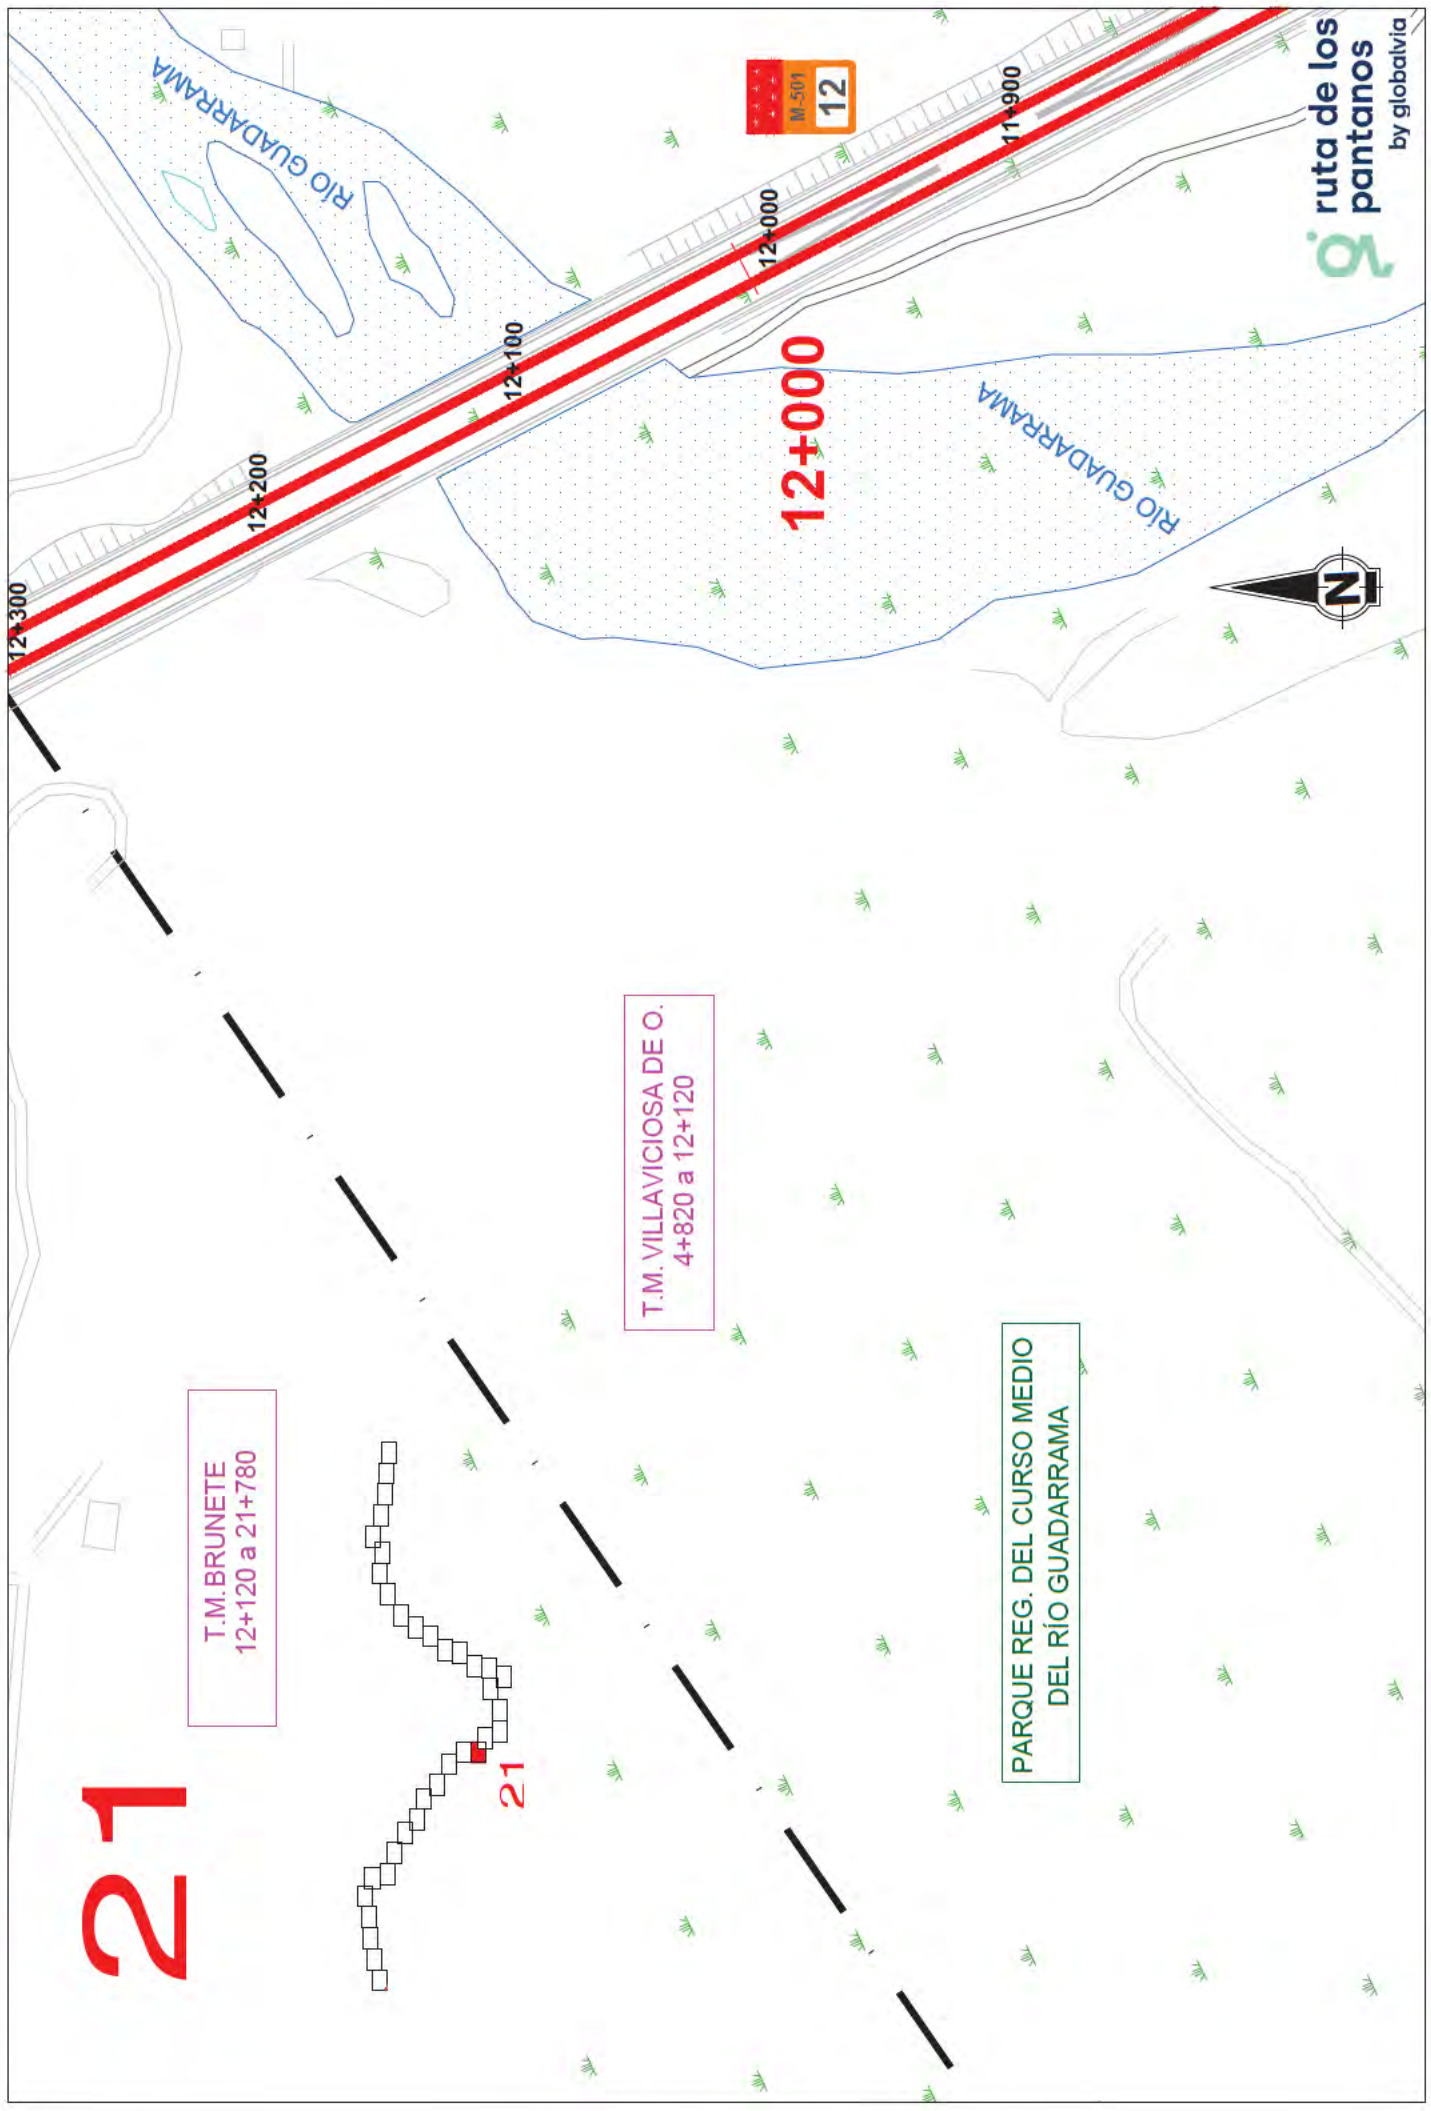 21
T.M.BRUNETE
12+120 a 21+780
21
T.M. VILLAVICIOSA DE O.
4+820 a 12+120
PARQUE REG. DEL CURSO MEDIO
DEL RÍO GUADARRAMA
12+300
12+200
12+100
12+000
11+900
12+000
RÍO GUADARRAMA
RÍO GUADARRAMA
M-501
12
N
ruta de los
pantanos
by globalvia